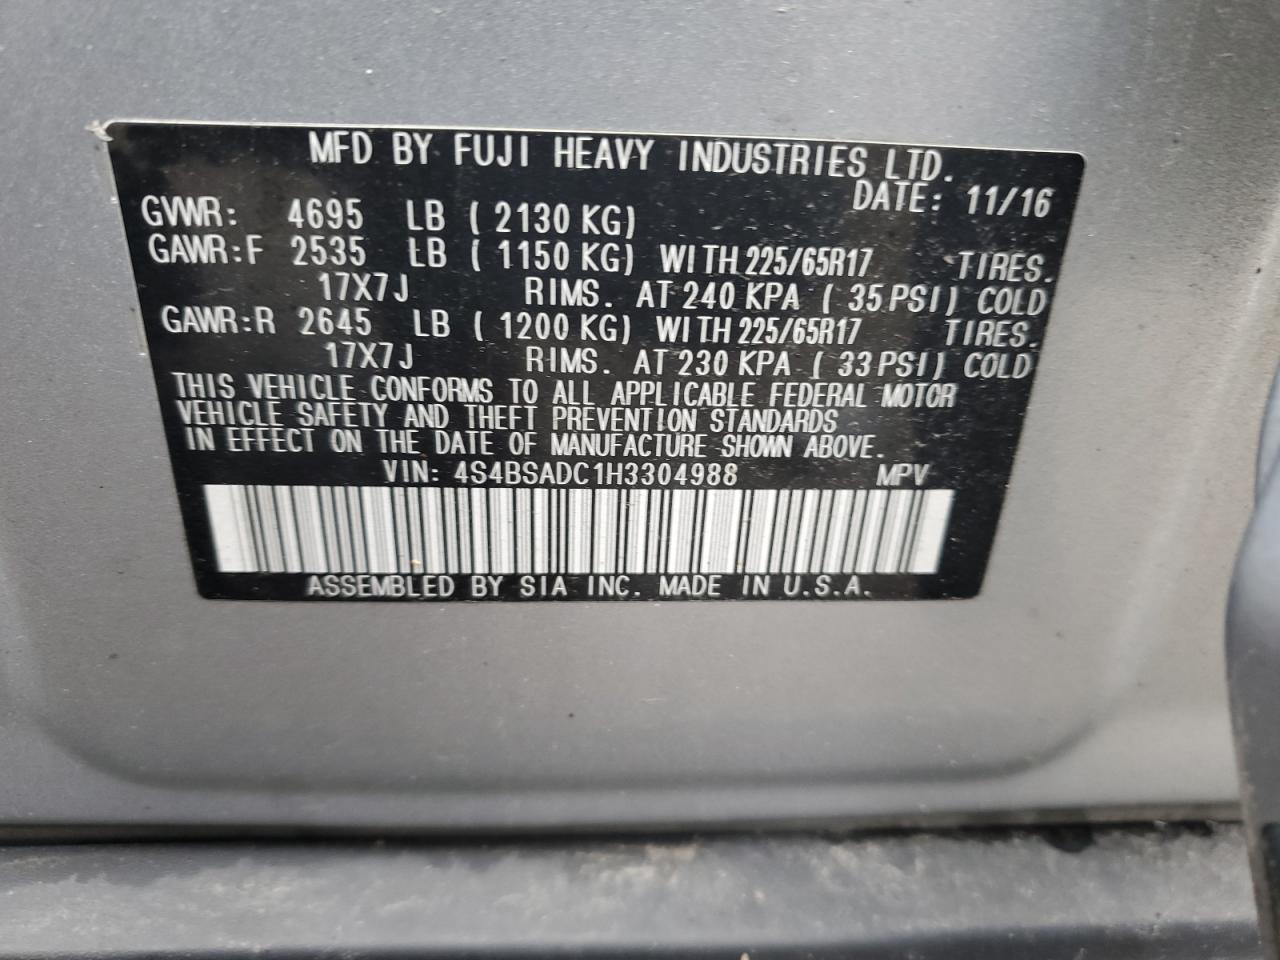 MFD BY FUJI HEAVY INDUSTRIES LTD.
DATE: 11/16
GVWR: 4695 LB ( 2130 KG)
GAWR:F 2535 LB ( 1150 KG) WITH 225/65R17 TIRES.
17X7J RIMS. AT 240 KPA ( 35 PSI) COLD
GAWR:R 2645 LB ( 1200 KG) WITH 225/65R17 TIRES.
17X7J RIMS. AT 230 KPA ( 33 PSI) COLD
THIS VEHICLE CONFORMS TO ALL APPLICABLE FEDERAL MOTOR
VEHICLE SAFETY AND THEFT PREVENTION STANDARDS
IN EFFECT ON THE DATE OF MANUFACTURE SHOWN ABOVE.
VIN: 4S4BSADC1H3304988 MPV
ASSEMBLED BY SIA INC. MADE IN U.S.A.